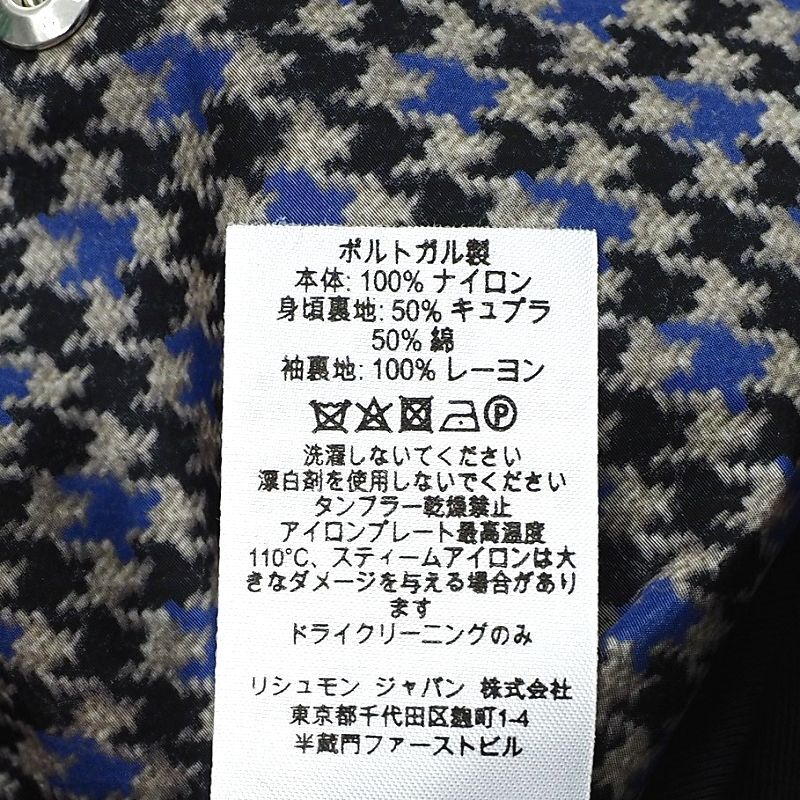 ポルトガル製
本体: 100% ナイロン
身頃裏地: 50% キュプラ
50% 綿
袖裏地: 100% レーヨン
P
洗濯しないてください
漂白剤を使用しないでください
タンフラー乾燥禁止
アイロンプレート最高温度
110°C、スティームアイロンは大
きなダメージを与える場合があり
ます
ドライクリーニングのみ
リシュモン ジャパン 株式会社
東京都千代田区麹町1-4
半蔵門ファーストビル